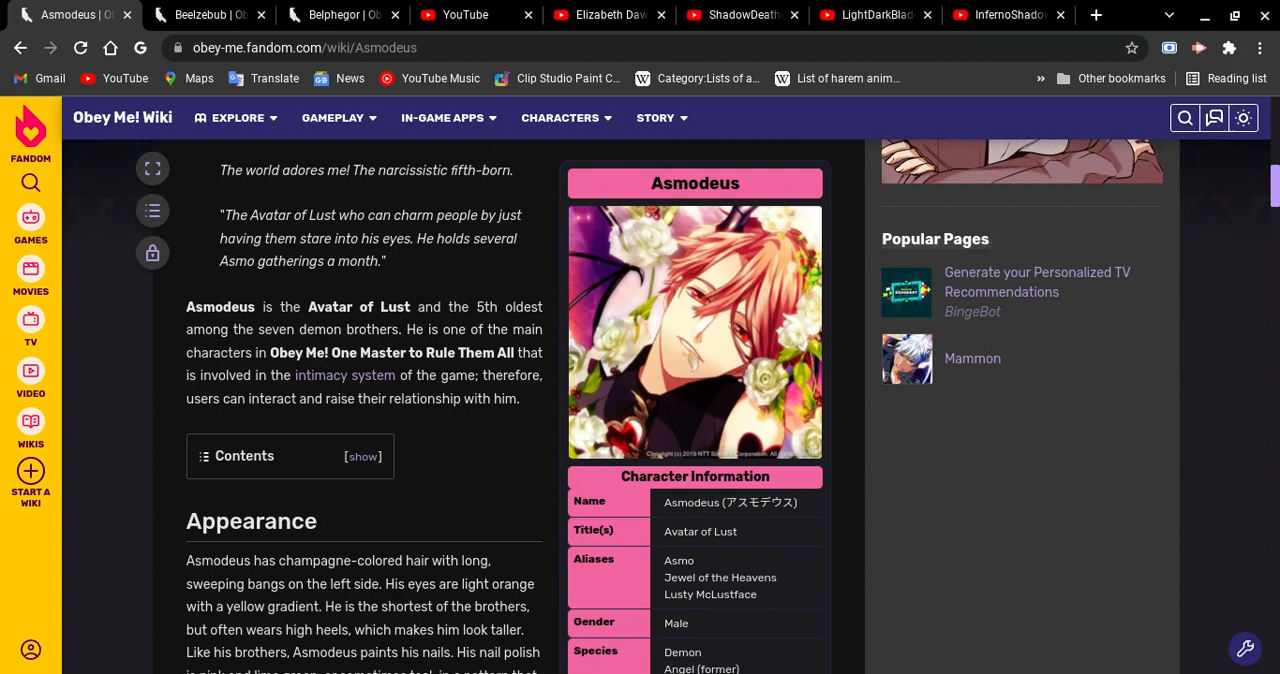 Asmodeus | O
Beelzebub | Ob
Belphegor | Ob
YouTube
Elizabeth Daw
ShadowDeath
LightDarkBlad
InfernoShadow
obey-me.fandom.com/wiki/Asmodeus
Gmail
YouTube
Maps
Translate
News
YouTube Music
Clip Studio Paint C...
Category:Lists of a...
List of harem anim...
»
Other bookmarks
Reading list
FANDOM
GAMES
MOVIES
TV
VIDEO
WIKIS
START A
WIKI
Obey Me! Wiki
EXPLORE
GAMEPLAY
IN-GAME APPS
CHARACTERS
STORY
The world adores me! The narcissistic fifth-born.
"The Avatar of Lust who can charm people by just
having them stare into his eyes. He holds several
Asmo gatherings a month."
Asmodeus is the Avatar of Lust and the 5th oldest
among the seven demon brothers. He is one of the main
characters in Obey Me! One Master to Rule Them All that
is involved in the intimacy system of the game; therefore,
users can interact and raise their relationship with him.
Contents [show]
Appearance
Asmodeus has champagne-colored hair with long,
sweeping bangs on the left side. His eyes are light orange
with a yellow gradient. He is the shortest of the brothers,
but often wears high heels, which makes him look taller.
Like his brothers, Asmodeus paints his nails. His nail polish
Asmodeus
Character Information
Name Asmodeus (アスモデウス)
Title(s) Avatar of Lust
Aliases Asmo
Jewel of the Heavens
Lusty McLustface
Gender Male
Species Demon
Angel (former)
Popular Pages
Generate your Personalized TV
Recommendations
BingeBot
Mammon